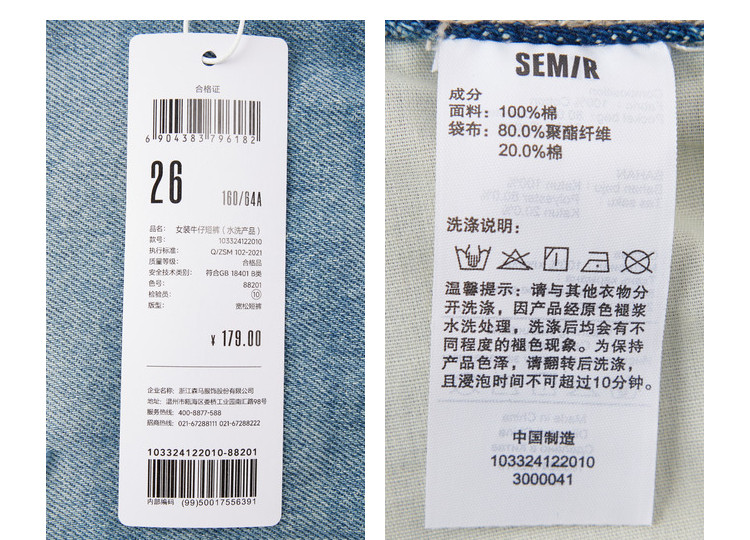 合格证
6 904383 796182
26
160/64A
品名: 女装牛仔短裤（水洗产品）
款号: 103324122010
执行标准: Q/ZSM 102-2021
质量等级: 合格品
安全技术类别: 符合GB 18401 B类
色号: 88201
检验员: 10
版型: 宽松短裤
¥ 179.00
企业名称: 浙江森马服饰股份有限公司
地址: 温州市瓯海区娄桥工业园南汇路98号
服务热线: 400-8877-588
招商热线: 021-67288111 021-67288222
103324122010-88201
内部编码 (99)50017556391
SEMIR
成分
面料: 100%棉
袋布: 80.0%聚酯纤维
20.0%棉
洗涤说明:
温馨提示: 请与其他衣物分
开洗涤，因产品经原色褪浆
水洗处理，洗涤后均会有不
同程度的褪色现象。为保持
产品色泽，请翻转后洗涤，
且浸泡时间不可超过10分钟。
中国制造
103324122010
3000041